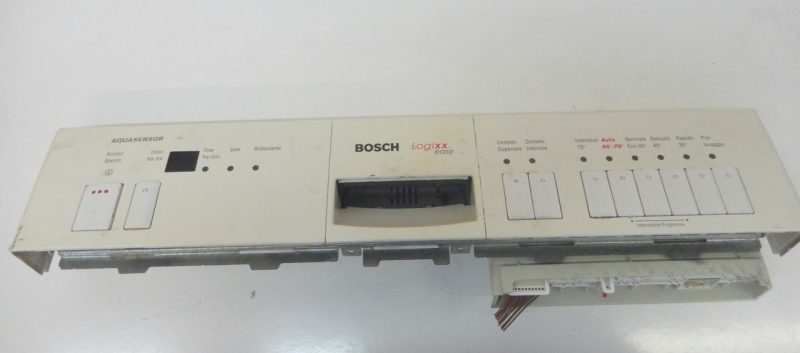 AQUASENSOR
Acceso
Spento
Inizio
fra ore
Fine
fra min
Sale
Brillantante
BOSCH
Logixx
easy
Cestello
Superiore
Cestello
Inferiore
Intensivo
70°
Auto
55°-70°
Normale
Eco 50°
Delicato
40°
Rapido
35°
Pre-
lavaggio
Interruttore Programma